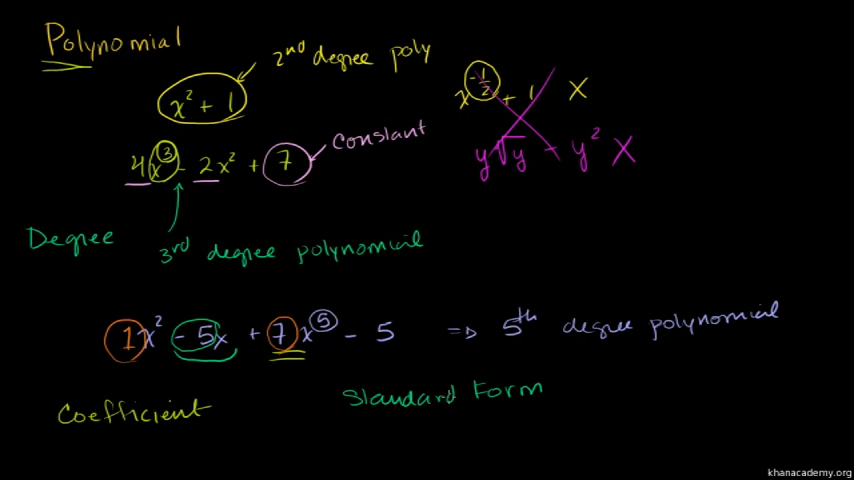 Polynomial
2nd degree poly
x² + 1
x^-1/2 + 1 X
4x³ - 2x² + 7
constant
y√y - y² X
Degree
3rd degree polynomial
1x² - 5x + 7x⁵ - 5 => 5th degree polynomial
Coefficient
Standard Form
khanacademy.org